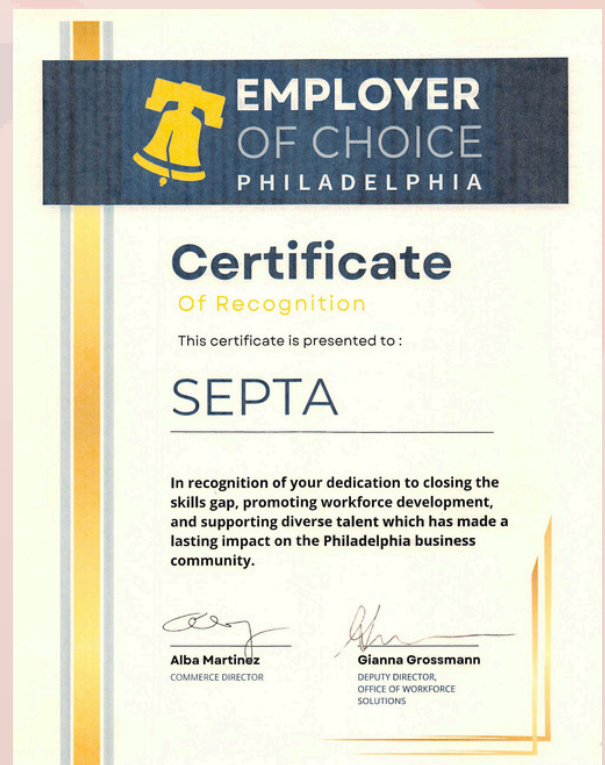 EMPLOYER
OF CHOICE
PHILADELPHIA
Certificate
Of Recognition
This certificate is presented to :
SEPTA
In recognition of your dedication to closing the
skills gap, promoting workforce development,
and supporting diverse talent which has made a
lasting impact on the Philadelphia business
community.
Alba Martinez
COMMERCE DIRECTOR
Gianna Grossmann
DEPUTY DIRECTOR,
OFFICE OF WORKFORCE
SOLUTIONS